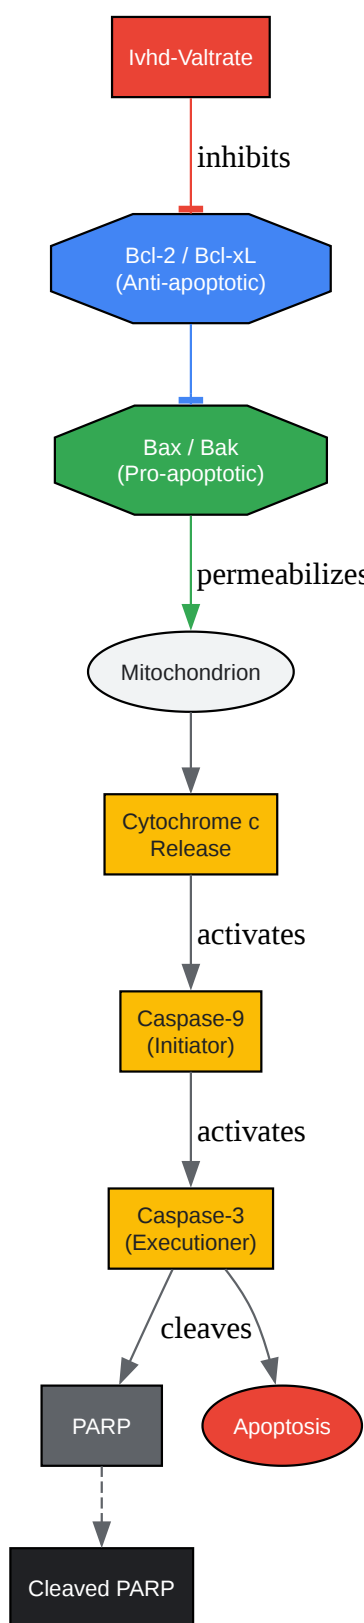 Ivhd-Valtrate
inhibits
Bcl-2 / Bcl-xL
(Anti-apoptotic)
Bax / Bak
(Pro-apoptotic)
permeabilizes
Mitochondrion
Cytochrome c
Release
activates
Caspase-9
(Initiator)
activates
Caspase-3
(Executioner)
cleaves
PARP
Apoptosis
Cleaved PARP